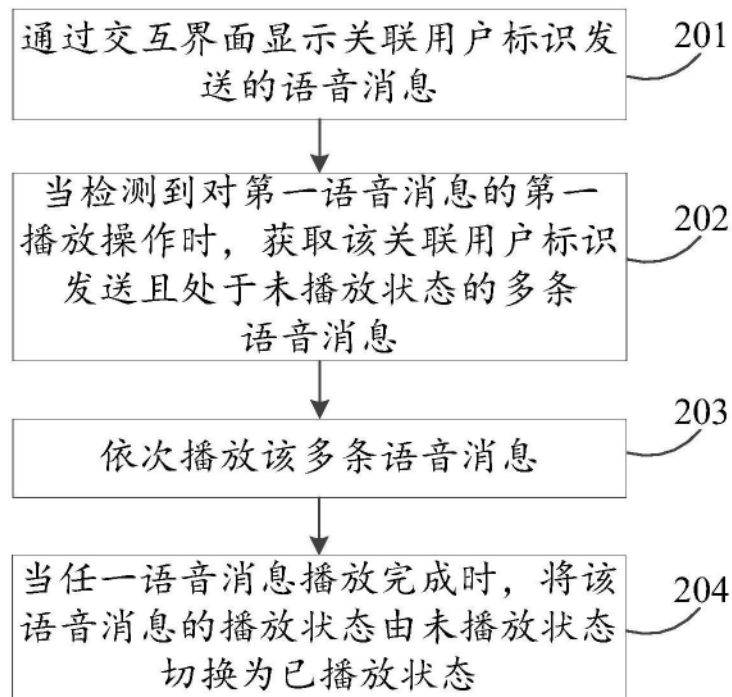 通过交互界面显示关联用户标识发
送的语音消息
201
当检测到对第一语音消息的第一
播放操作时，获取该关联用户标识
发送且处于未播放状态的多条
语音消息
202
依次播放该多条语音消息
203
当任一语音消息播放完成时，将该
语音消息的播放状态由未播放状态
切换为已播放状态
204